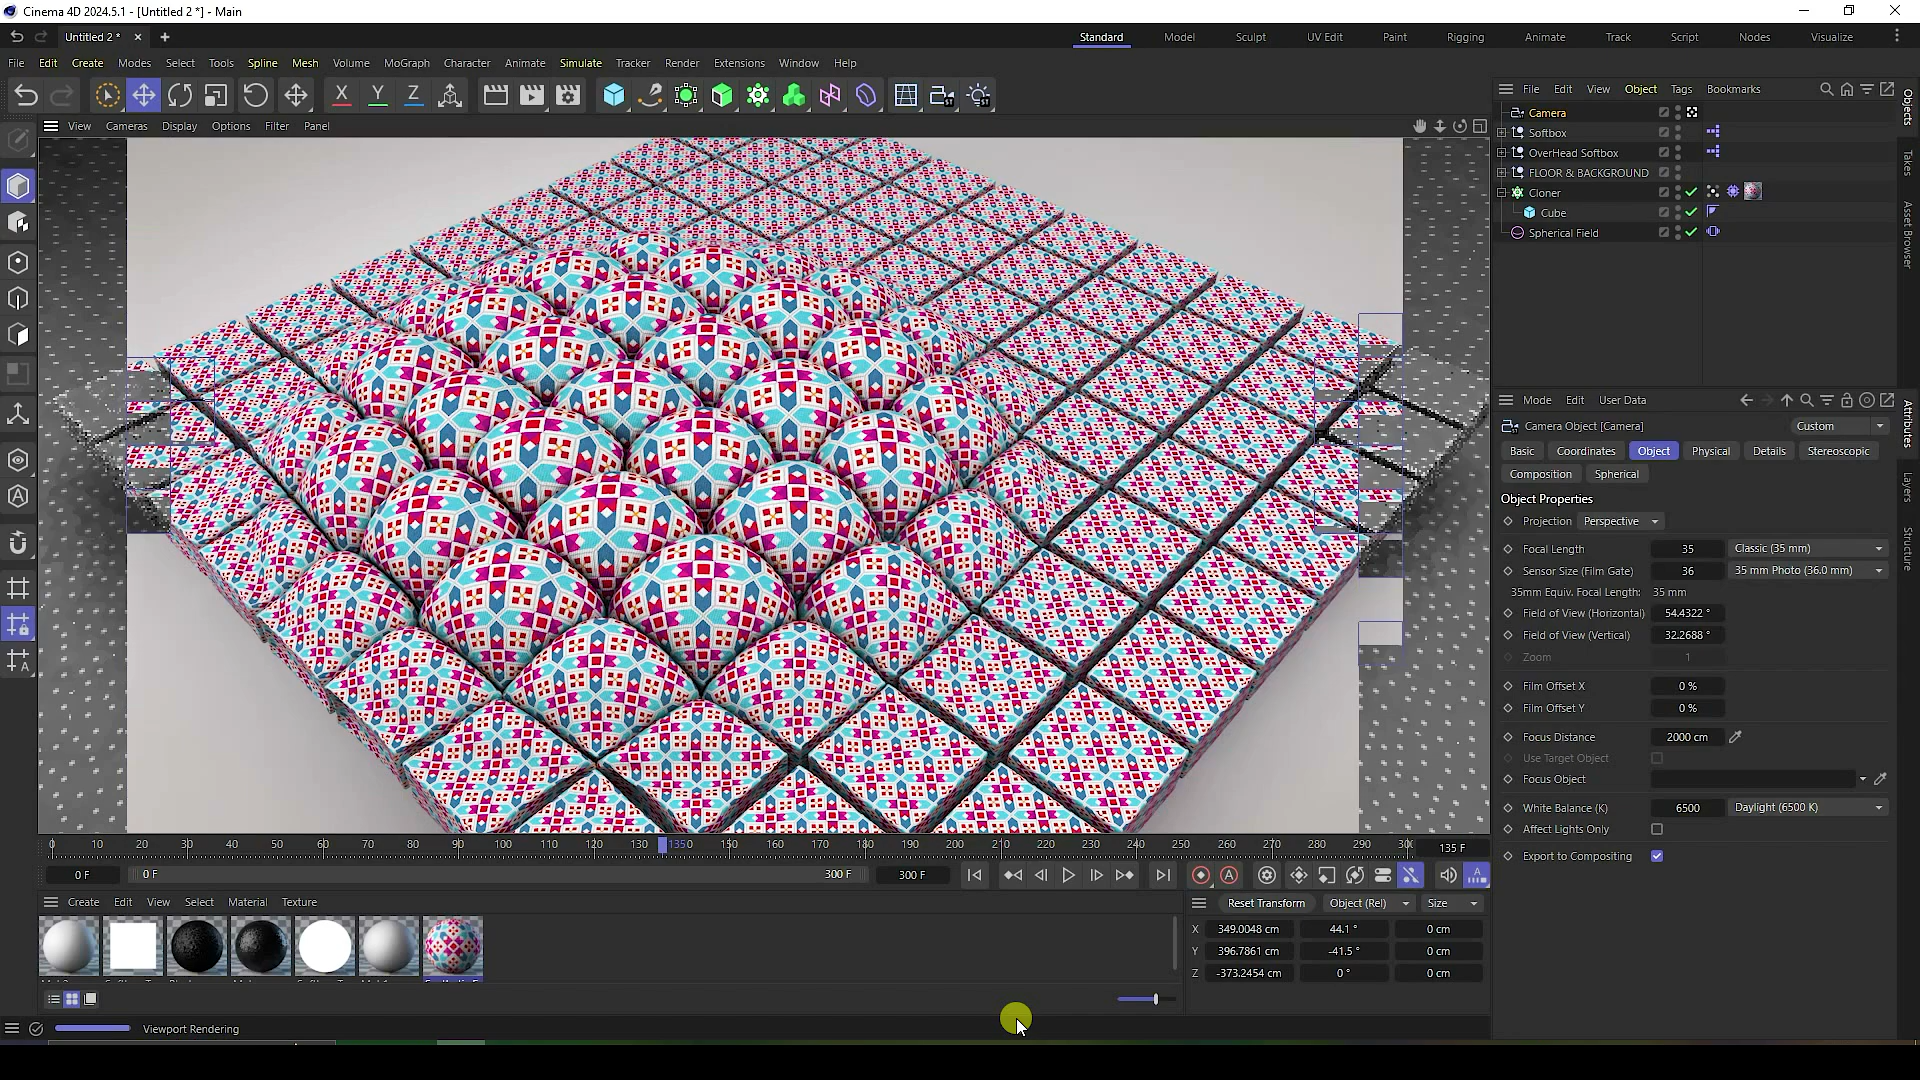 Cinema 4D 2024.5.1 - [Untitled 2 *] - Main
Untitled 2 *
Standard Model Sculpt UV Edit Paint Rigging Animate Track Script Nodes Visualize
File Edit Create Modes Select Tools Spline Mesh Volume MoGraph Character Animate Simulate Tracker Render Extensions Window Help
X Y Z
File Edit View Object Tags Bookmarks
View Cameras Display Options Filter Panel
Camera
Softbox
OverHead Softbox
FLOOR & BACKGROUND
Cloner
Cube
Spherical Field
Objects
Takes
Asset Browser
Mode Edit User Data
Camera Object [Camera]
Custom
Basic Coordinates Object Physical Details Stereoscopic
Composition Spherical
Object Properties
Projection Perspective
Focal Length 35 Classic (35 mm)
Sensor Size (Film Gate) 36 35 mm Photo (36.0 mm)
35mm Equiv. Focal Length: 35 mm
Field of View (Horizontal) 54.4322 °
Field of View (Vertical) 32.2688 °
Zoom 1
Film Offset X 0 %
Film Offset Y 0 %
Focus Distance 2000 cm
Use Target Object
Focus Object
White Balance (K) 6500 Daylight (6500 K)
Affect Lights Only
Export to Compositing
Attributes
Layers
Structure
0 10 20 30 40 50 60 70 80 90 100 110 120 130 1350 150 160 170 180 190 200 210 220 230 240 250 260 270 280 290 30 135 F
0 F 0 F 300 F 300 F
Create Edit View Select Material Texture
Reset Transform Object (Rel) Size
X 349.0048 cm 44.1 ° 0 cm
Y 396.7861 cm -41.5 ° 0 cm
Z -373.2454 cm 0 ° 0 cm
Viewport Rendering